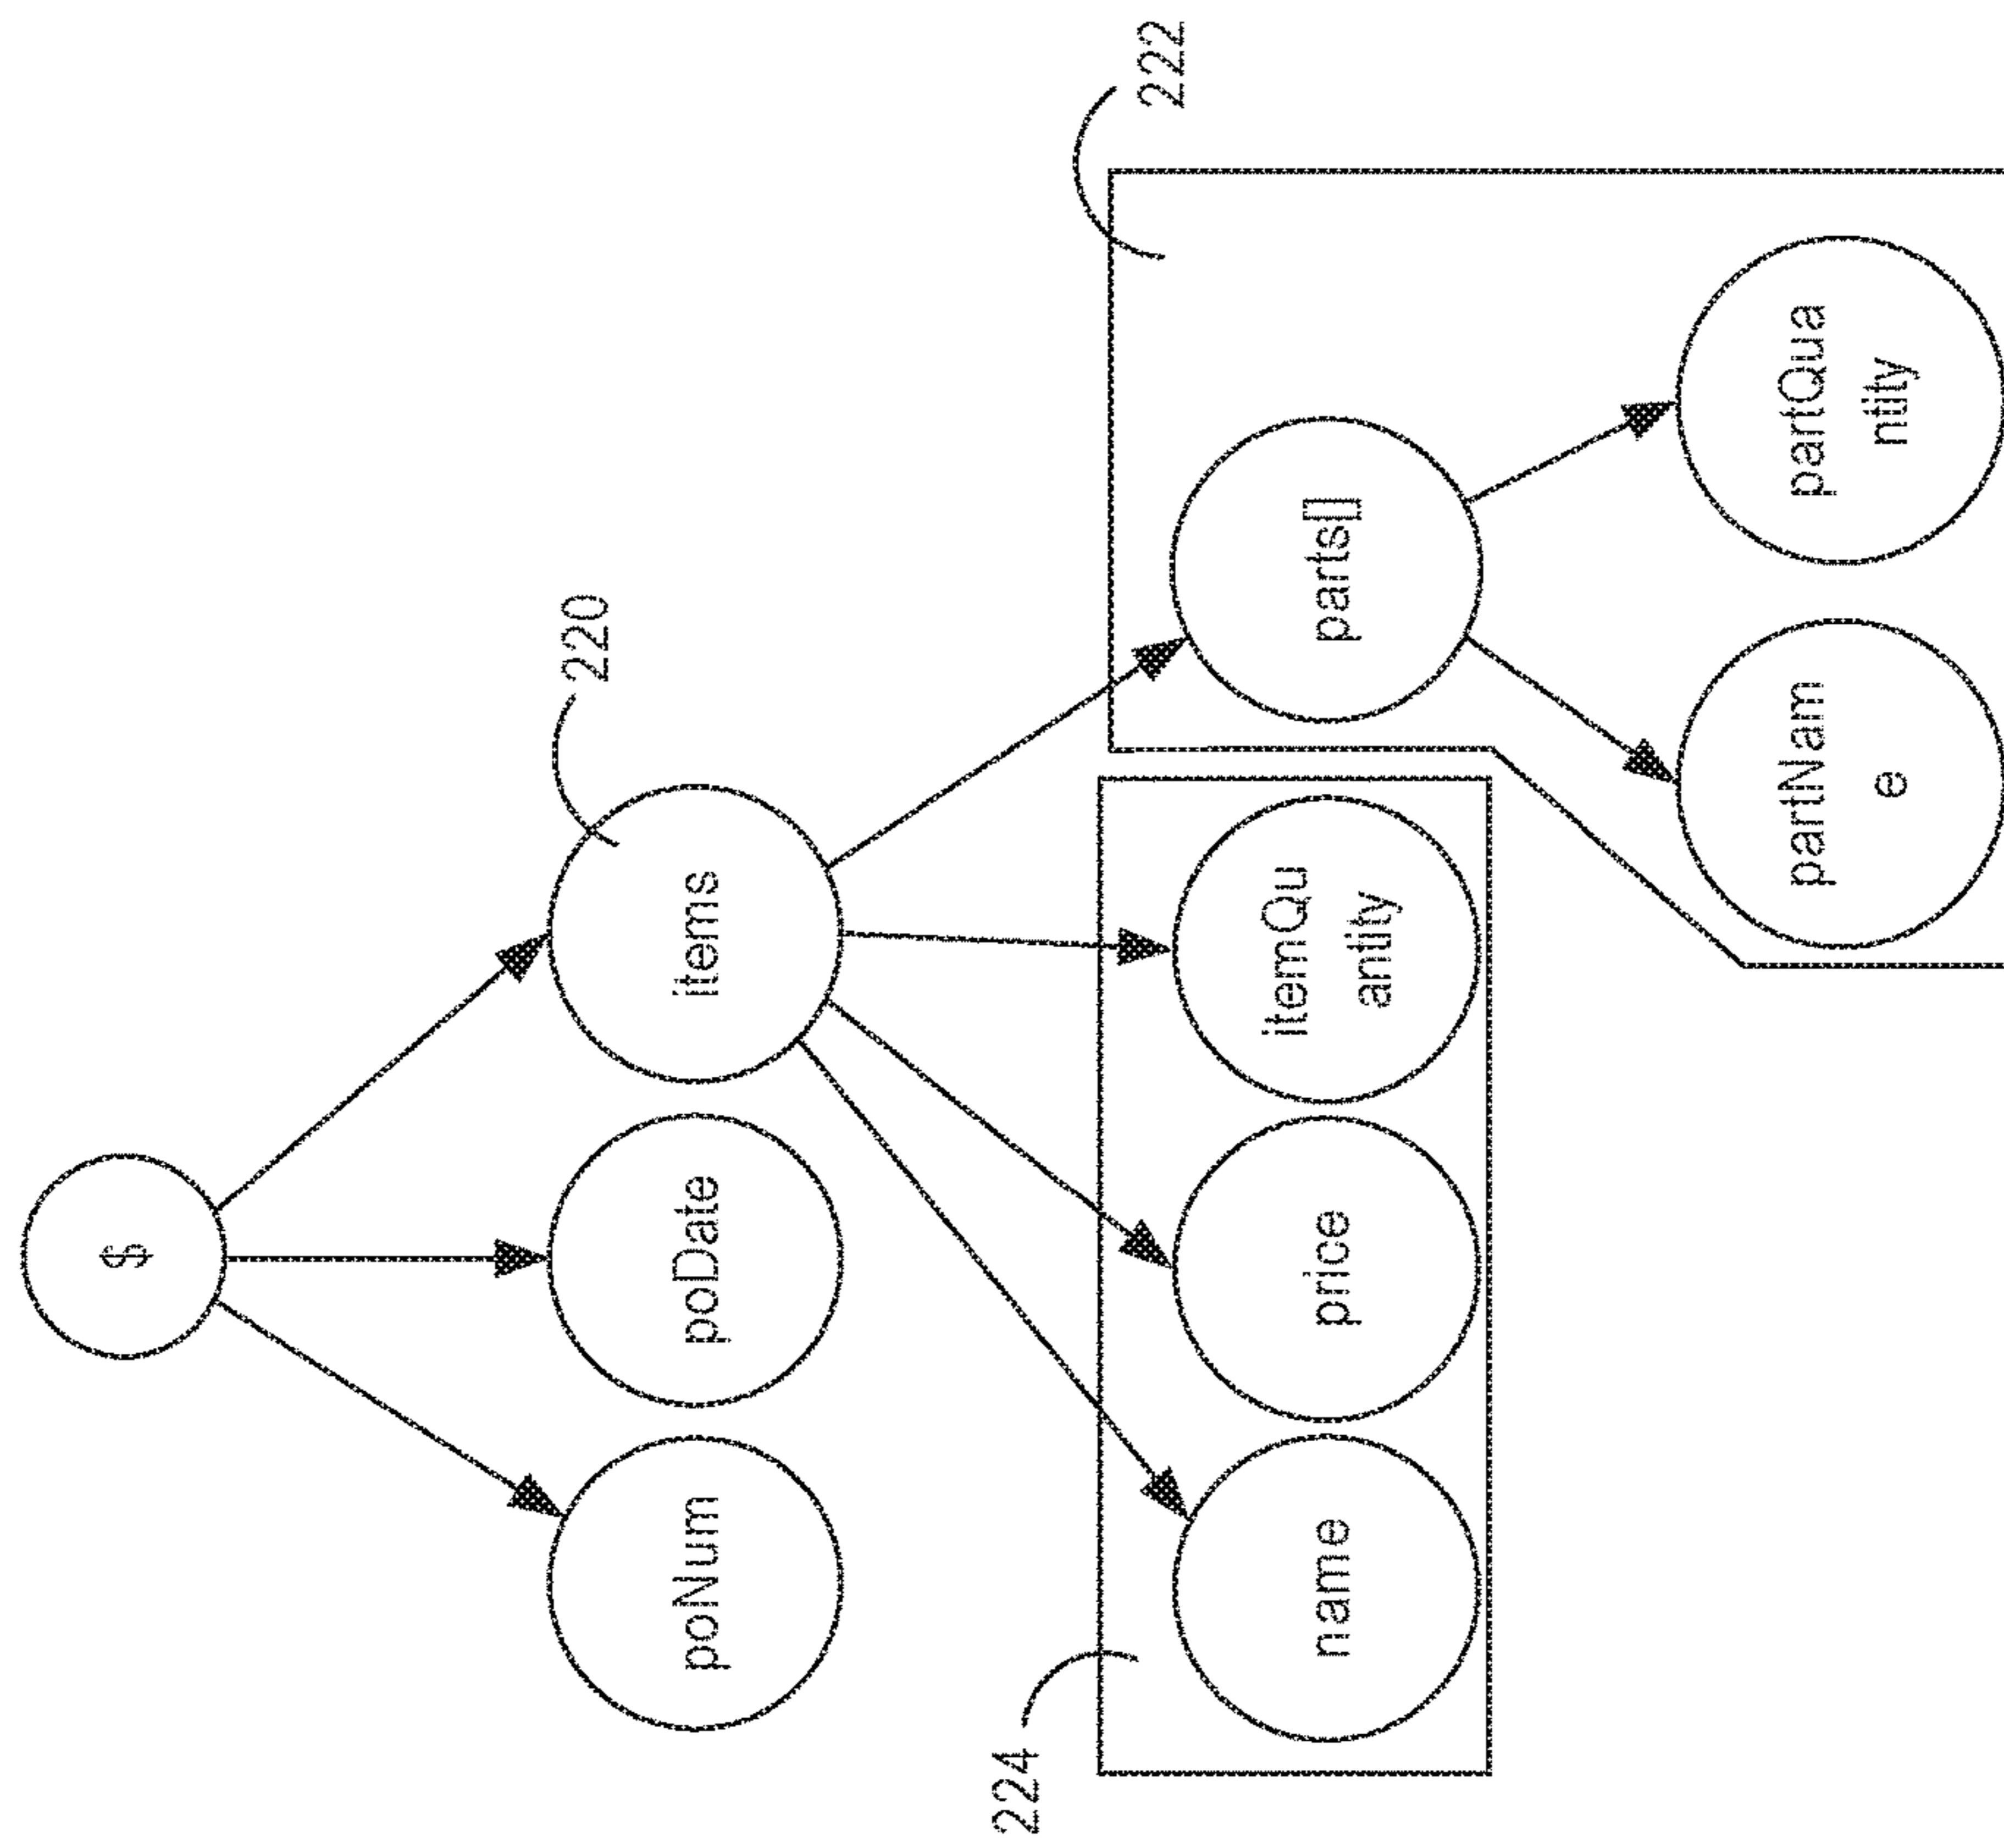 $
poNum
poDate
items
220
224
name
price
itemQu
antity
parts[]
222
partNam
e
partQua
ntity